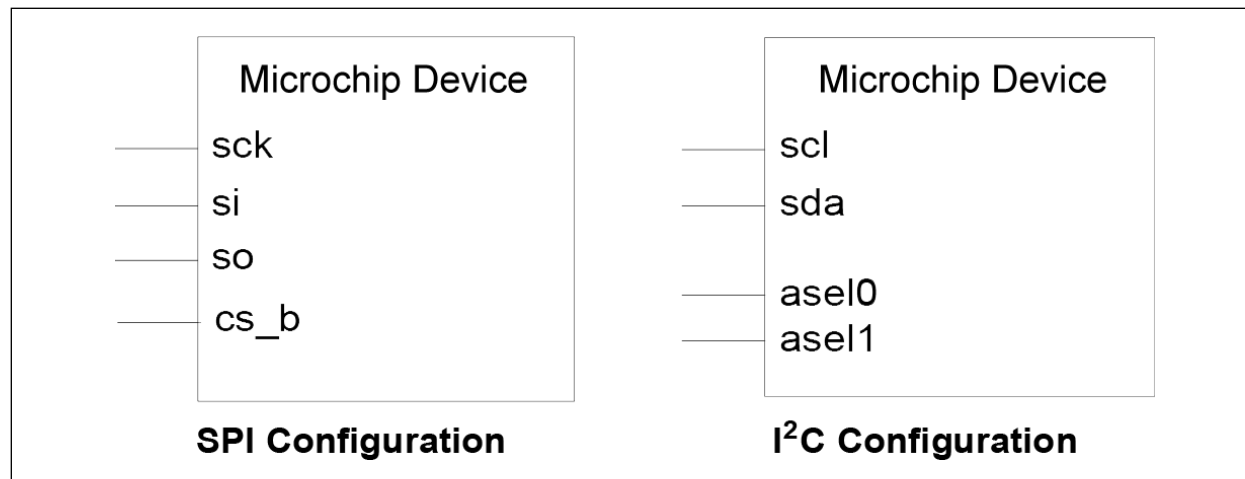 Microchip Device
sck
si
so
cs_b
SPI Configuration
Microchip Device
scl
sda
asel0
asel1
I²C Configuration